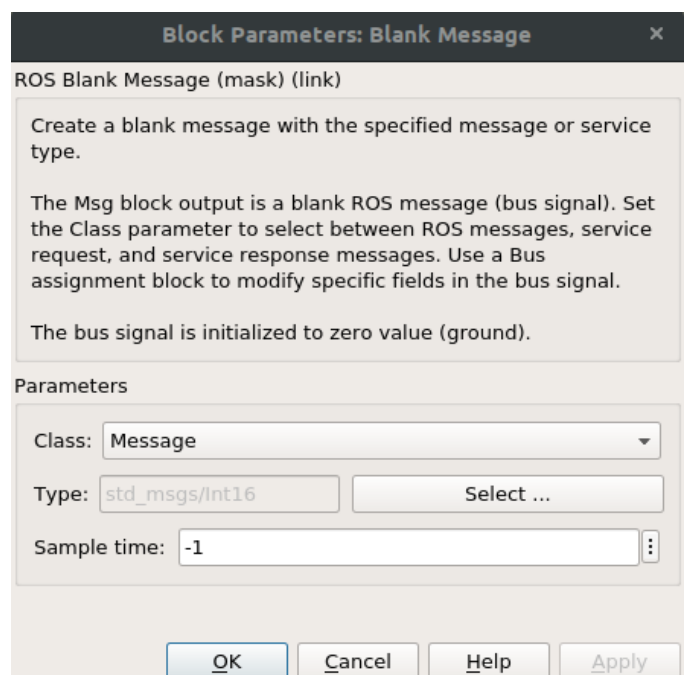 Block Parameters: Blank Message
ROS Blank Message (mask) (link)
Create a blank message with the specified message or service
type.
The Msg block output is a blank ROS message (bus signal). Set
the Class parameter to select between ROS messages, service
request, and service response messages. Use a Bus
assignment block to modify specific fields in the bus signal.
The bus signal is initialized to zero value (ground).
Parameters
Class: Message
Type: std_msgs/Int16 Select ...
Sample time: -1
OK Cancel Help Apply